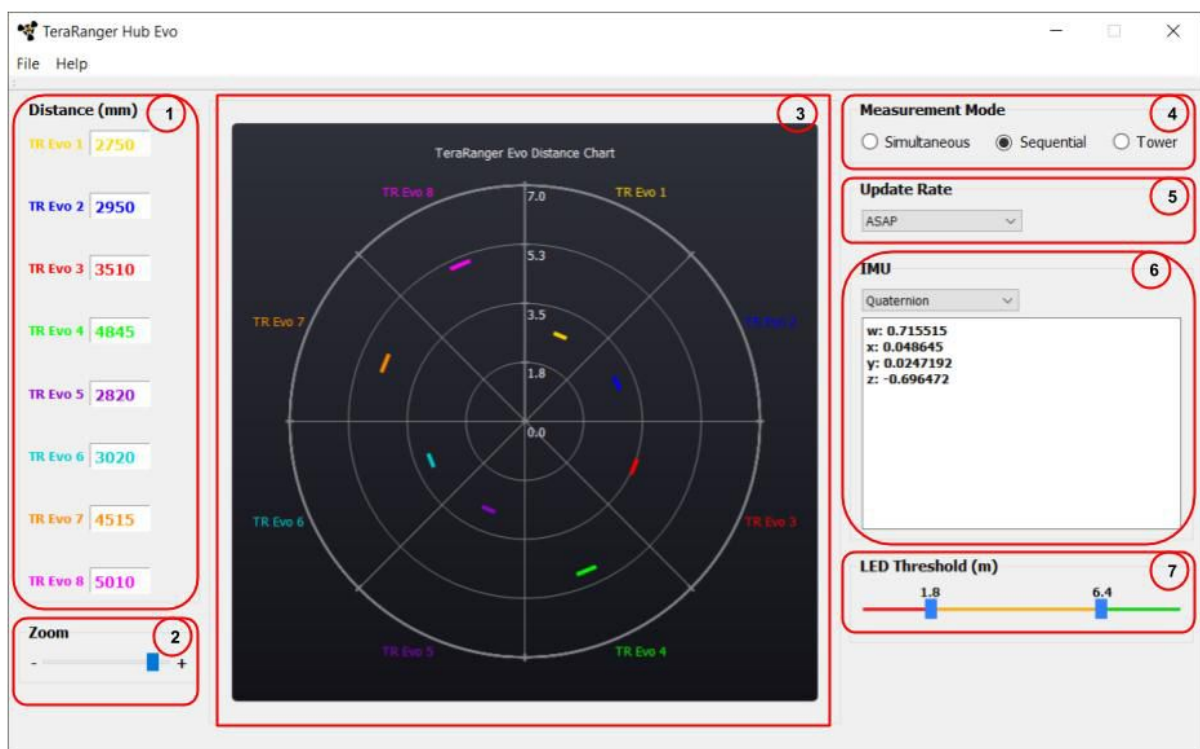 TeraRanger Hub Evo
File Help
Distance (mm) 1
TR Evo 1 2750
TR Evo 2 2950
TR Evo 3 3510
TR Evo 4 4845
TR Evo 5 2820
TR Evo 6 3020
TR Evo 7 4515
TR Evo 8 5010
Zoom 2
- +
3
TeraRanger Evo Distance Chart
TR Evo 8 7.0 TR Evo 1
5.3
TR Evo 7 3.5 TR Evo 2
1.8
0.0
TR Evo 6 TR Evo 3
TR Evo 5 TR Evo 4
Measurement Mode 4
Simultaneous Sequential Tower
Update Rate 5
ASAP
IMU 6
Quaternion
w: 0.715515
x: 0.048645
y: 0.0247192
z: -0.696472
LED Threshold (m) 7
1.8 6.4